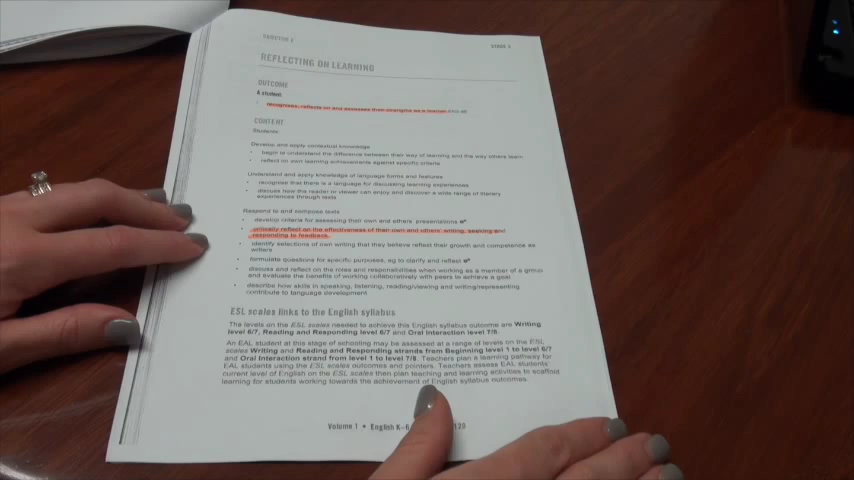 STAGE 3
REFLECTING ON LEARNING
OUTCOME
A student:
recognises, reflects on and assesses their strengths as a learner
CONTENT
Students:
Develop and apply contextual knowledge
• begin to understand the difference between their way of learning and the way others learn
• reflect on own learning achievements against specific criteria
Understand and apply knowledge of language forms and features
• recognise that there is a language for discussing learning experiences
• discuss how the reader or viewer can enjoy and discover a wide range of literary
experiences through texts
Respond to and compose texts
• develop criteria for assessing their own and others' presentations
• critically reflect on the effectiveness of their own and others' writing, seeking and
responding to feedback
• identify selections of own writing that they believe reflect their growth and competence as
writers
• formulate questions for specific purposes, eg to clarify and reflect
• discuss and reflect on the roles and responsibilities when working as a member of a group
and evaluate the benefits of working collaboratively with peers to achieve a goal
• describe how skills in speaking, listening, reading/viewing and writing/representing
contribute to language development
ESL scales links to the English syllabus
The levels on the ESL scales needed to achieve this English syllabus outcome are Writing
level 6/7, Reading and Responding level 6/7 and Oral Interaction level 7/8.
An EAL student at this stage of schooling may be assessed at a range of levels on the ESL
scales Writing and Reading and Responding strands from Beginning level 1 to level 6/7
and Oral Interaction strand from level 1 to level 7/8. Teachers plan a learning pathway for
EAL students using the ESL scales outcomes and pointers. Teachers assess EAL students'
current level of English on the ESL scales then plan teaching and learning activities to scaffold
learning for students working towards the achievement of English syllabus outcomes.
Volume 1 • English K–6 120